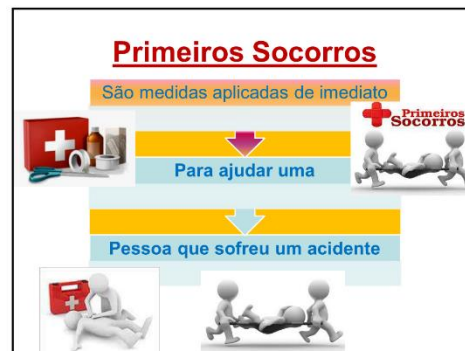 Primeiros Socorros
São medidas aplicadas de imediato
Primeiros
Socorros
Para ajudar uma
Pessoa que sofreu um acidente